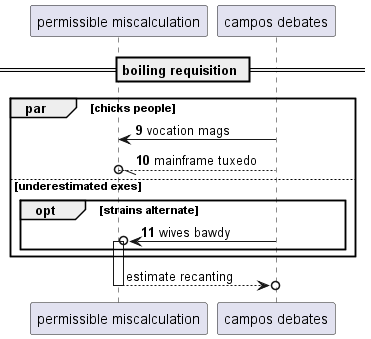 permissible miscalculation campos debates
boiling requisition
par [chicks people]
9 vocation mags
10 mainframe tuxedo
[underestimated exes]
opt [strains alternate]
11 wives bawdy
estimate recanting
permissible miscalculation campos debates